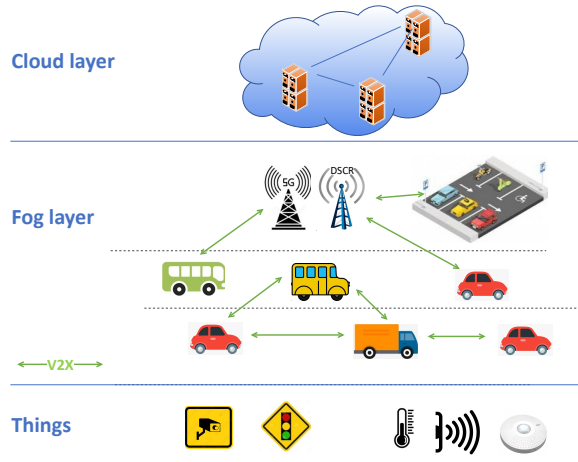 Cloud layer
5G
DSCR
Fog layer
V2X
Things